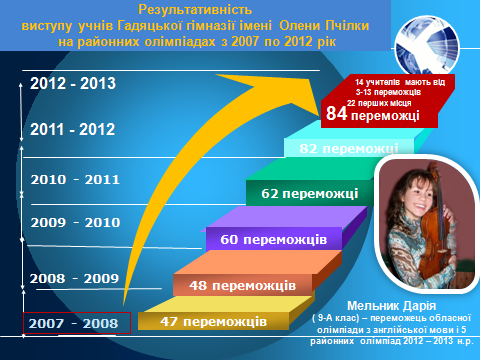 Результативність
виступу учнів Гадяцької гімназії імені Олени Пчілки
на районних олімпіадах з 2007 по 2012 рік
2012 - 2013
14 учителів мають від
3-13 переможців
22 перших місця
84 переможці
2011 - 2012
82 переможці
2010 - 2011
62 переможці
2009 - 2010
60 переможців
2008 - 2009
48 переможців
2007 - 2008
47 переможців
Мельник Дарія
( 9-А клас) – переможець обласної
олімпіади з англійської мови і 5
районних олімпіад 2012 – 2013 н.р.